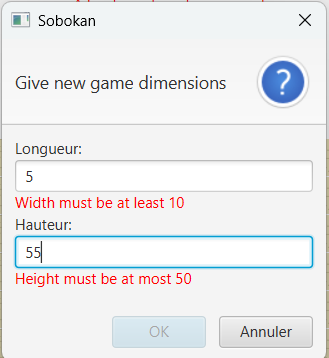 Sobokan
Give new game dimensions
?
Longueur:
5
Width must be at least 10
Hauteur:
55
Height must be at most 50
OK
Annuler